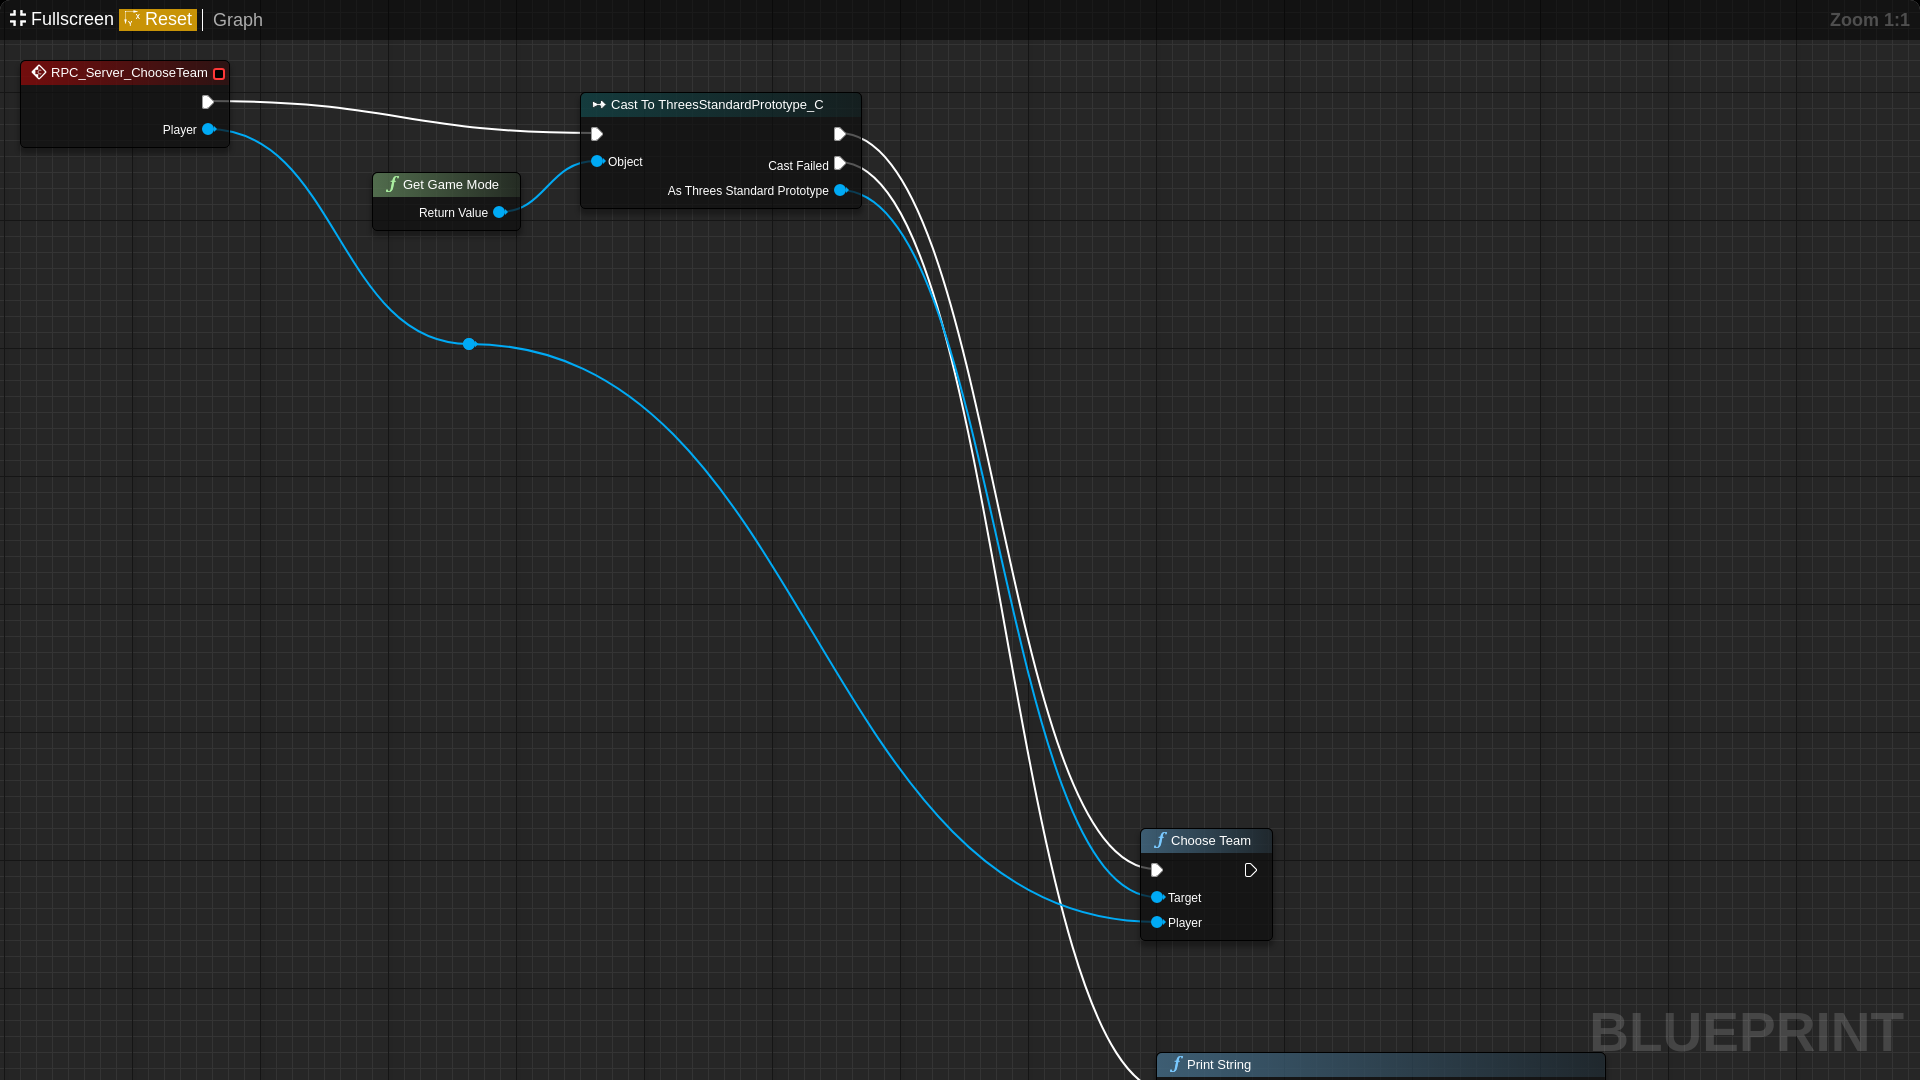 Fullscreen Reset Graph Zoom 1:1
RPC_Server_ChooseTeam
Player
Cast To ThreesStandardPrototype_C
Object
Cast Failed
As Threes Standard Prototype
Get Game Mode
Return Value
Choose Team
Target
Player
BLUEPRINT
Print String